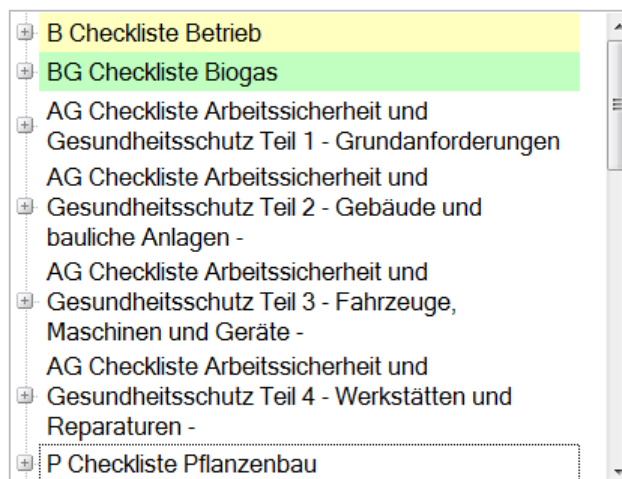 B Checkliste Betrieb
BG Checkliste Biogas
AG Checkliste Arbeitssicherheit und
Gesundheitsschutz Teil 1 - Grundanforderungen
AG Checkliste Arbeitssicherheit und
Gesundheitsschutz Teil 2 - Gebäude und
bauliche Anlagen -
AG Checkliste Arbeitssicherheit und
Gesundheitsschutz Teil 3 - Fahrzeuge,
Maschinen und Geräte -
AG Checkliste Arbeitssicherheit und
Gesundheitsschutz Teil 4 - Werkstätten und
Reparaturen -
P Checkliste Pflanzenbau